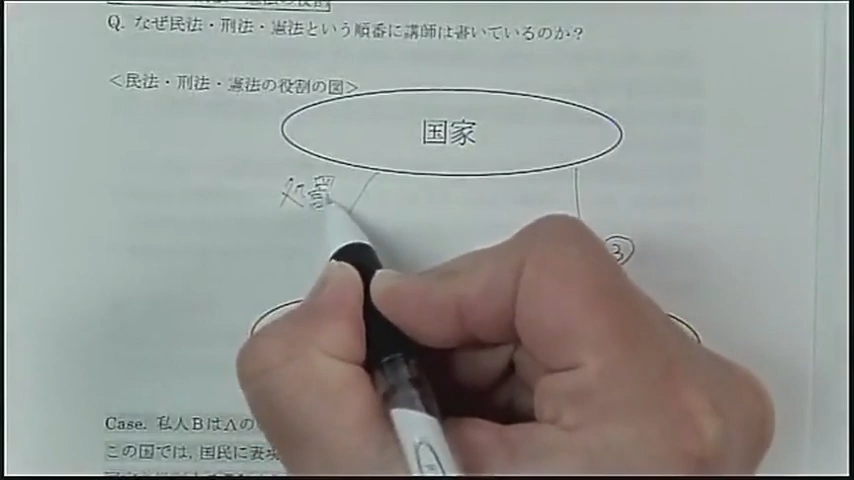 Q. なぜ民法・刑法・憲法という順番に講師は書いているのか？
＜民法・刑法・憲法の役割の図＞
国家
処罰
③
Case. 私人BはAの
この国では, 国民に表現